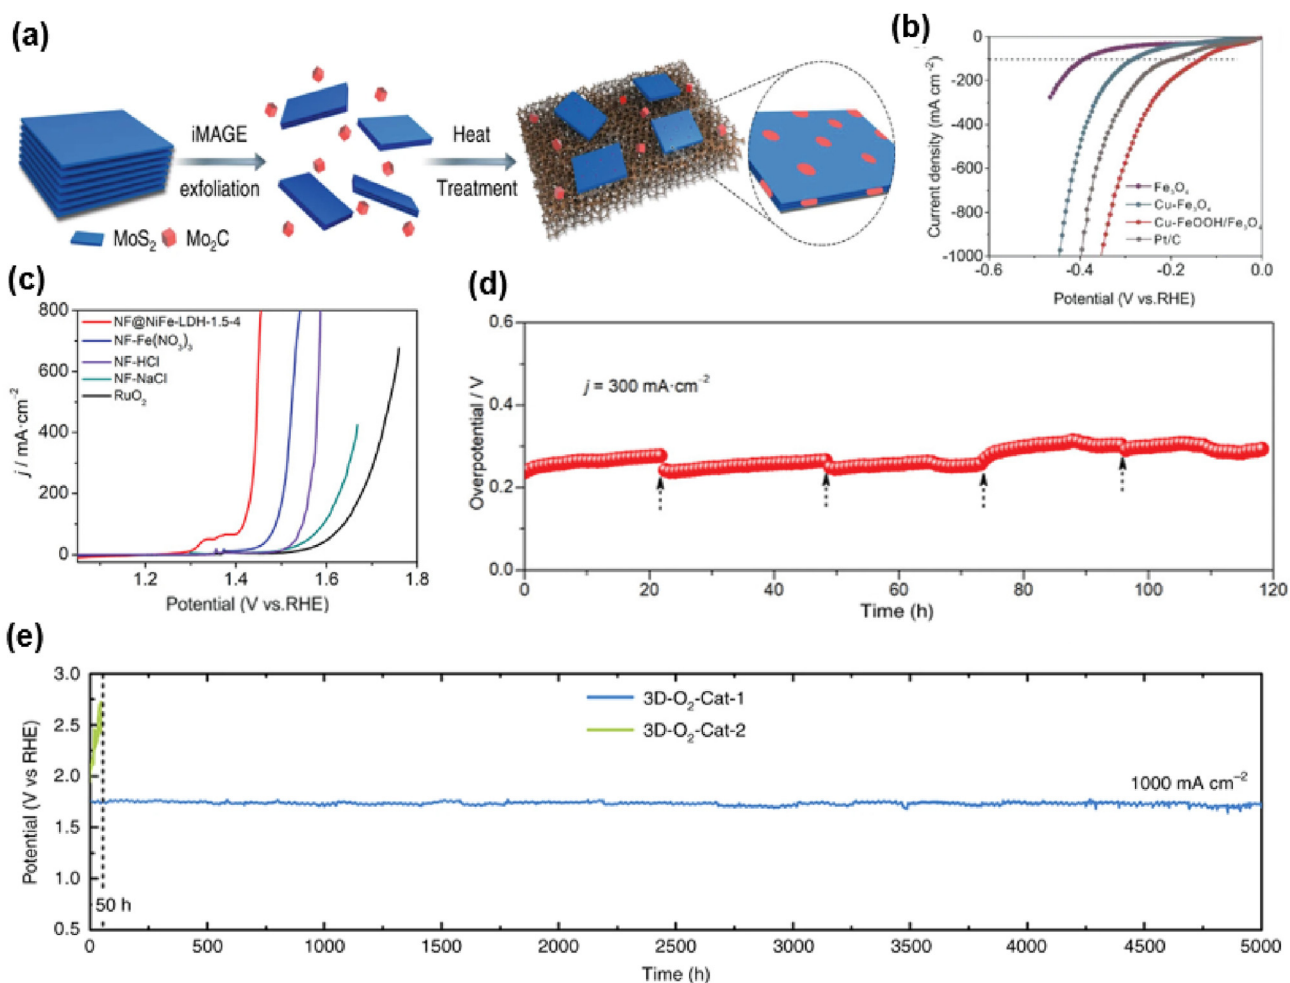 (a)
iMAGE
exfoliation
Heat
Treatment
MoS₂
Mo₂C
(b)
Current density (mA cm⁻²)
0
-200
-400
-600
-800
-1000
Fe₃O₄
Cu-Fe₃O₄
Cu-FeOOH/Fe₃O₄
Pt/C
-0.6
-0.4
-0.2
0.0
Potential (V vs.RHE)
(c)
j / mA·cm⁻²
800
600
400
200
0
NF@NiFe-LDH-1.5-4
NF-Fe(NO₃)₃
NF-HCl
NF-NaCl
RuO₂
1.2
1.4
1.6
1.8
Potential (V vs.RHE)
(d)
Overpotential / V
0.6
0.4
0.2
0.0
j = 300 mA·cm⁻²
0
20
40
60
80
100
120
Time (h)
(e)
Potential (V vs RHE)
3.0
2.5
2.0
1.5
1.0
0.5
3D-O₂-Cat-1
3D-O₂-Cat-2
1000 mA cm⁻²
50 h
0
500
1000
1500
2000
2500
3000
3500
4000
4500
5000
Time (h)